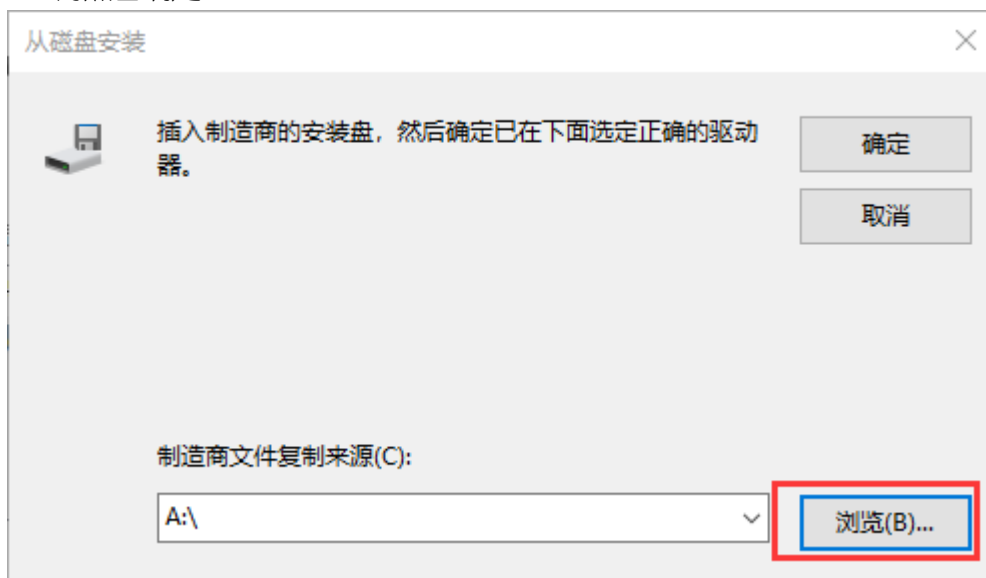 从磁盘安装
插入制造商的安装盘，然后确定已在下面选定正确的驱动
器。
确定
取消
制造商文件复制来源(C):
A:\
浏览(B)...